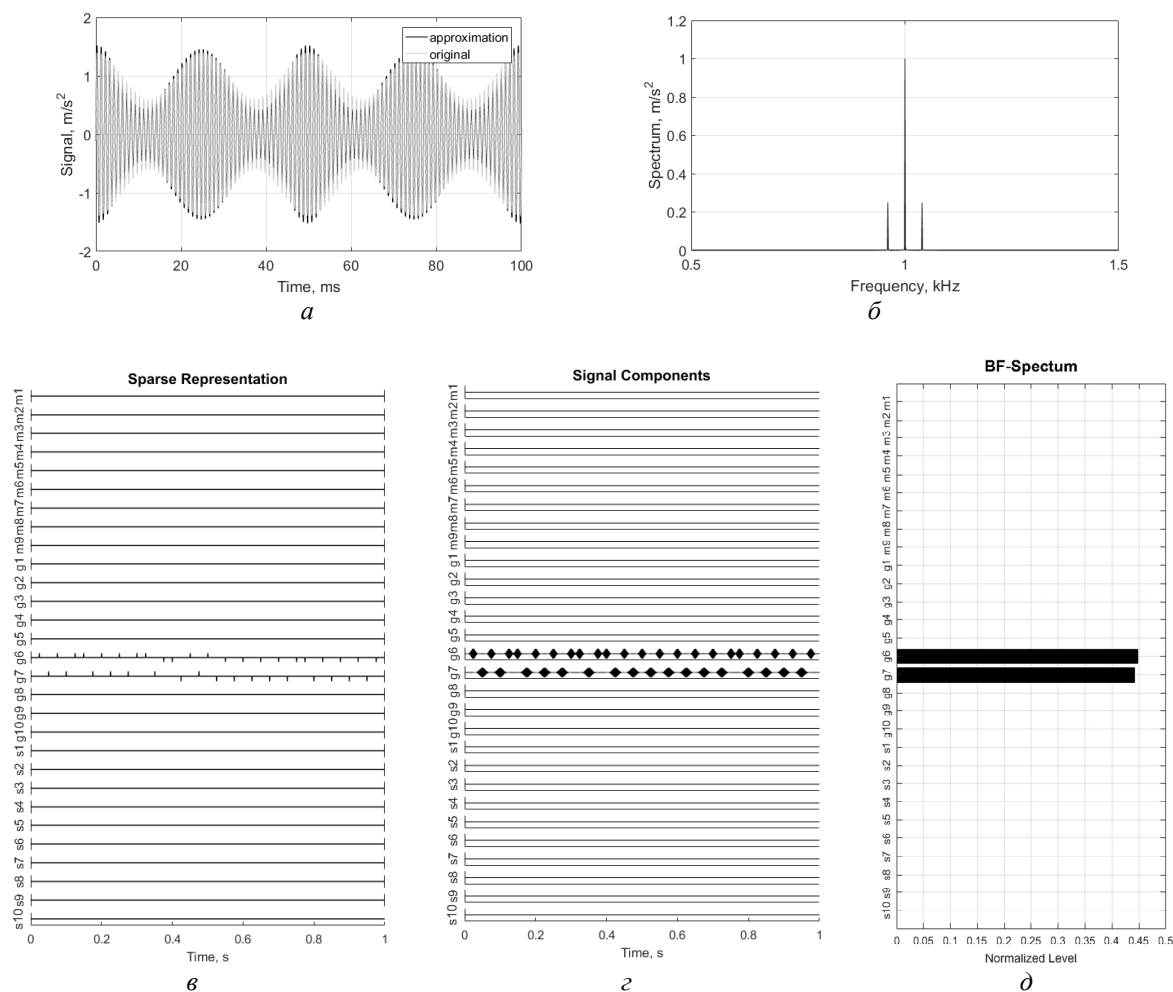 2
1
0
-1
-2
Signal, m/s2
approximation
original
0 20 40 60 80 100
Time, ms
а
1.2
1
0.8
0.6
0.4
0.2
0
Spectrum, m/s2
0.5 1 1.5
Frequency, kHz
б
Sparse Representation
m1
m2
m3
m4
m5
m6
m7
m8
m9
g1
g2
g3
g4
g5
g6
g7
g8
g9
g10
s1
s2
s3
s4
s5
s6
s7
s8
s9
s10
0 0.2 0.4 0.6 0.8 1
Time, s
в
Signal Components
m1
m2
m3
m4
m5
m6
m7
m8
m9
g1
g2
g3
g4
g5
g6
g7
g8
g9
g10
s1
s2
s3
s4
s5
s6
s7
s8
s9
s10
0 0.2 0.4 0.6 0.8 1
Time, s
г
BF-Spectum
m1
m2
m3
m4
m5
m6
m7
m8
m9
g1
g2
g3
g4
g5
g6
g7
g8
g9
g10
s1
s2
s3
s4
s5
s6
s7
s8
s9
s10
0 0.05 0.1 0.15 0.2 0.25 0.3 0.35 0.4 0.45 0.5
Normalized Level
д